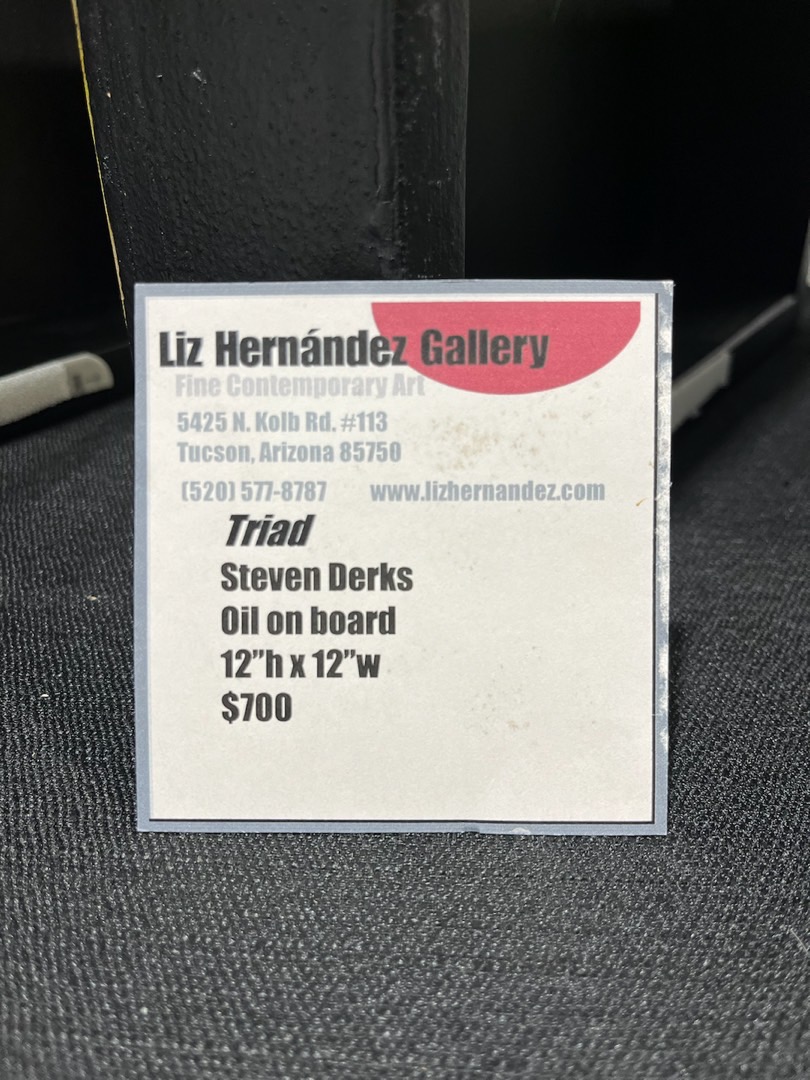 Liz Hernández Gallery
Fine Contemporary Art
5425 N. Kolb Rd. #113
Tucson, Arizona 85750
(520) 577-8787 www.lizhernandez.com
Triad
Steven Derks
Oil on board
12”h x 12”w
$700